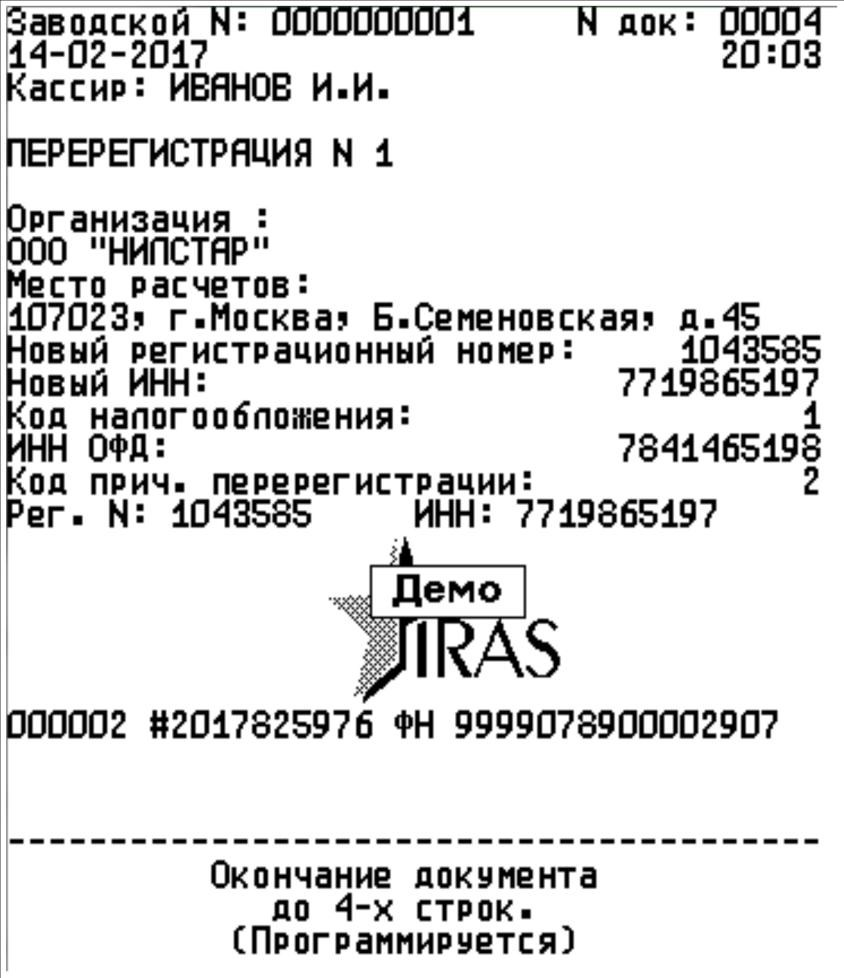 Заводской N: 0000000001 N док: 00004
14-02-2017 20:03
Кассир: ИВАНОВ И.И.
ПЕРЕРЕГИСТРАЦИЯ N 1
Организация :
ООО "НИПСТАР"
Место расчетов:
107023, г.Москва, Б.Семеновская, д.45
Новый регистрационный номер: 1043585
Новый ИНН: 7719865197
Код налогообложения: 1
ИНН ОФД: 7841465198
Код прич. перерегистрации: 2
Рег. N: 1043585 ИНН: 7719865197
Демо
000002 #2017825976 ФН 9999078900002907
Окончание документа
до 4-х строк.
(Программируется)